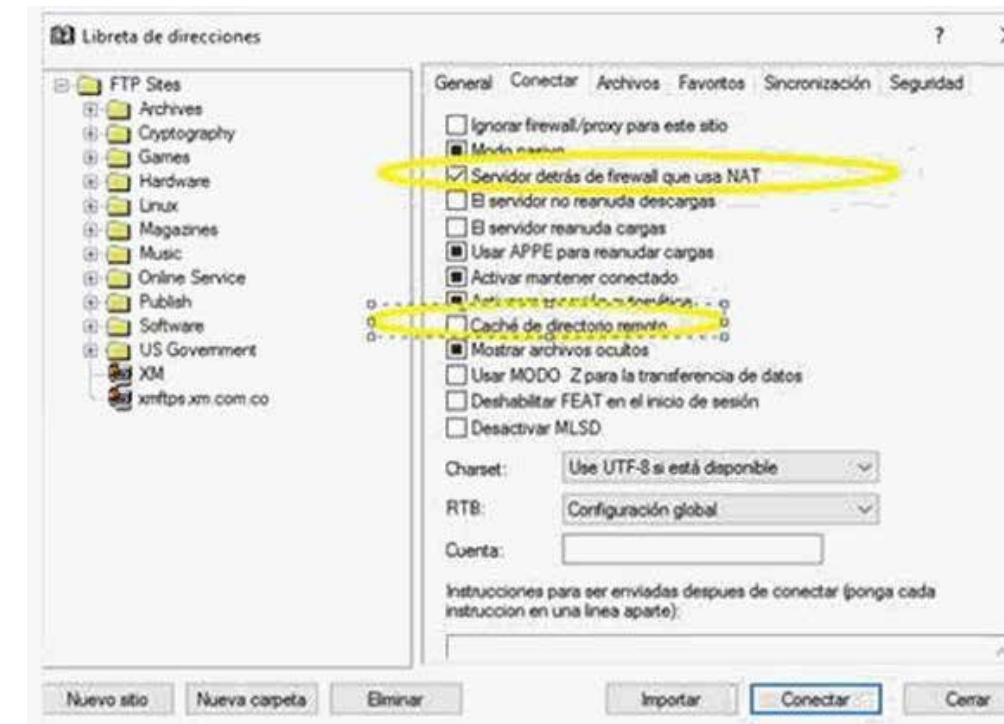 Libreta de direcciones
?
FTP Sites
Archives
Cryptography
Games
Hardware
Linux
Magazines
Music
Online Service
Publish
Software
US Government
XM
xmftps.xm.com.co
General Conectar Archivos Favoritos Sincronización Seguridad
Ignorar firewall/proxy para este sitio
Modo pasivo
Servidor detrás de firewall que usa NAT
El servidor no reanuda descargas
El servidor reanuda cargas
Usar APPE para reanudar cargas
Activar mantener conectado
automática
Caché de directorio remoto
Mostrar archivos ocultos
Usar MODO Z para la transferencia de datos
Deshabilitar FEAT en el inicio de sesión
Desactivar MLSD
Charset: Use UTF-8 si está disponible
RTB: Configuración global
Cuenta:
Instrucciones para ser enviadas despues de conectar (ponga cada
instruccion en una linea aparte):
Nuevo sitio Nueva carpeta Eliminar Importar Conectar Cerrar